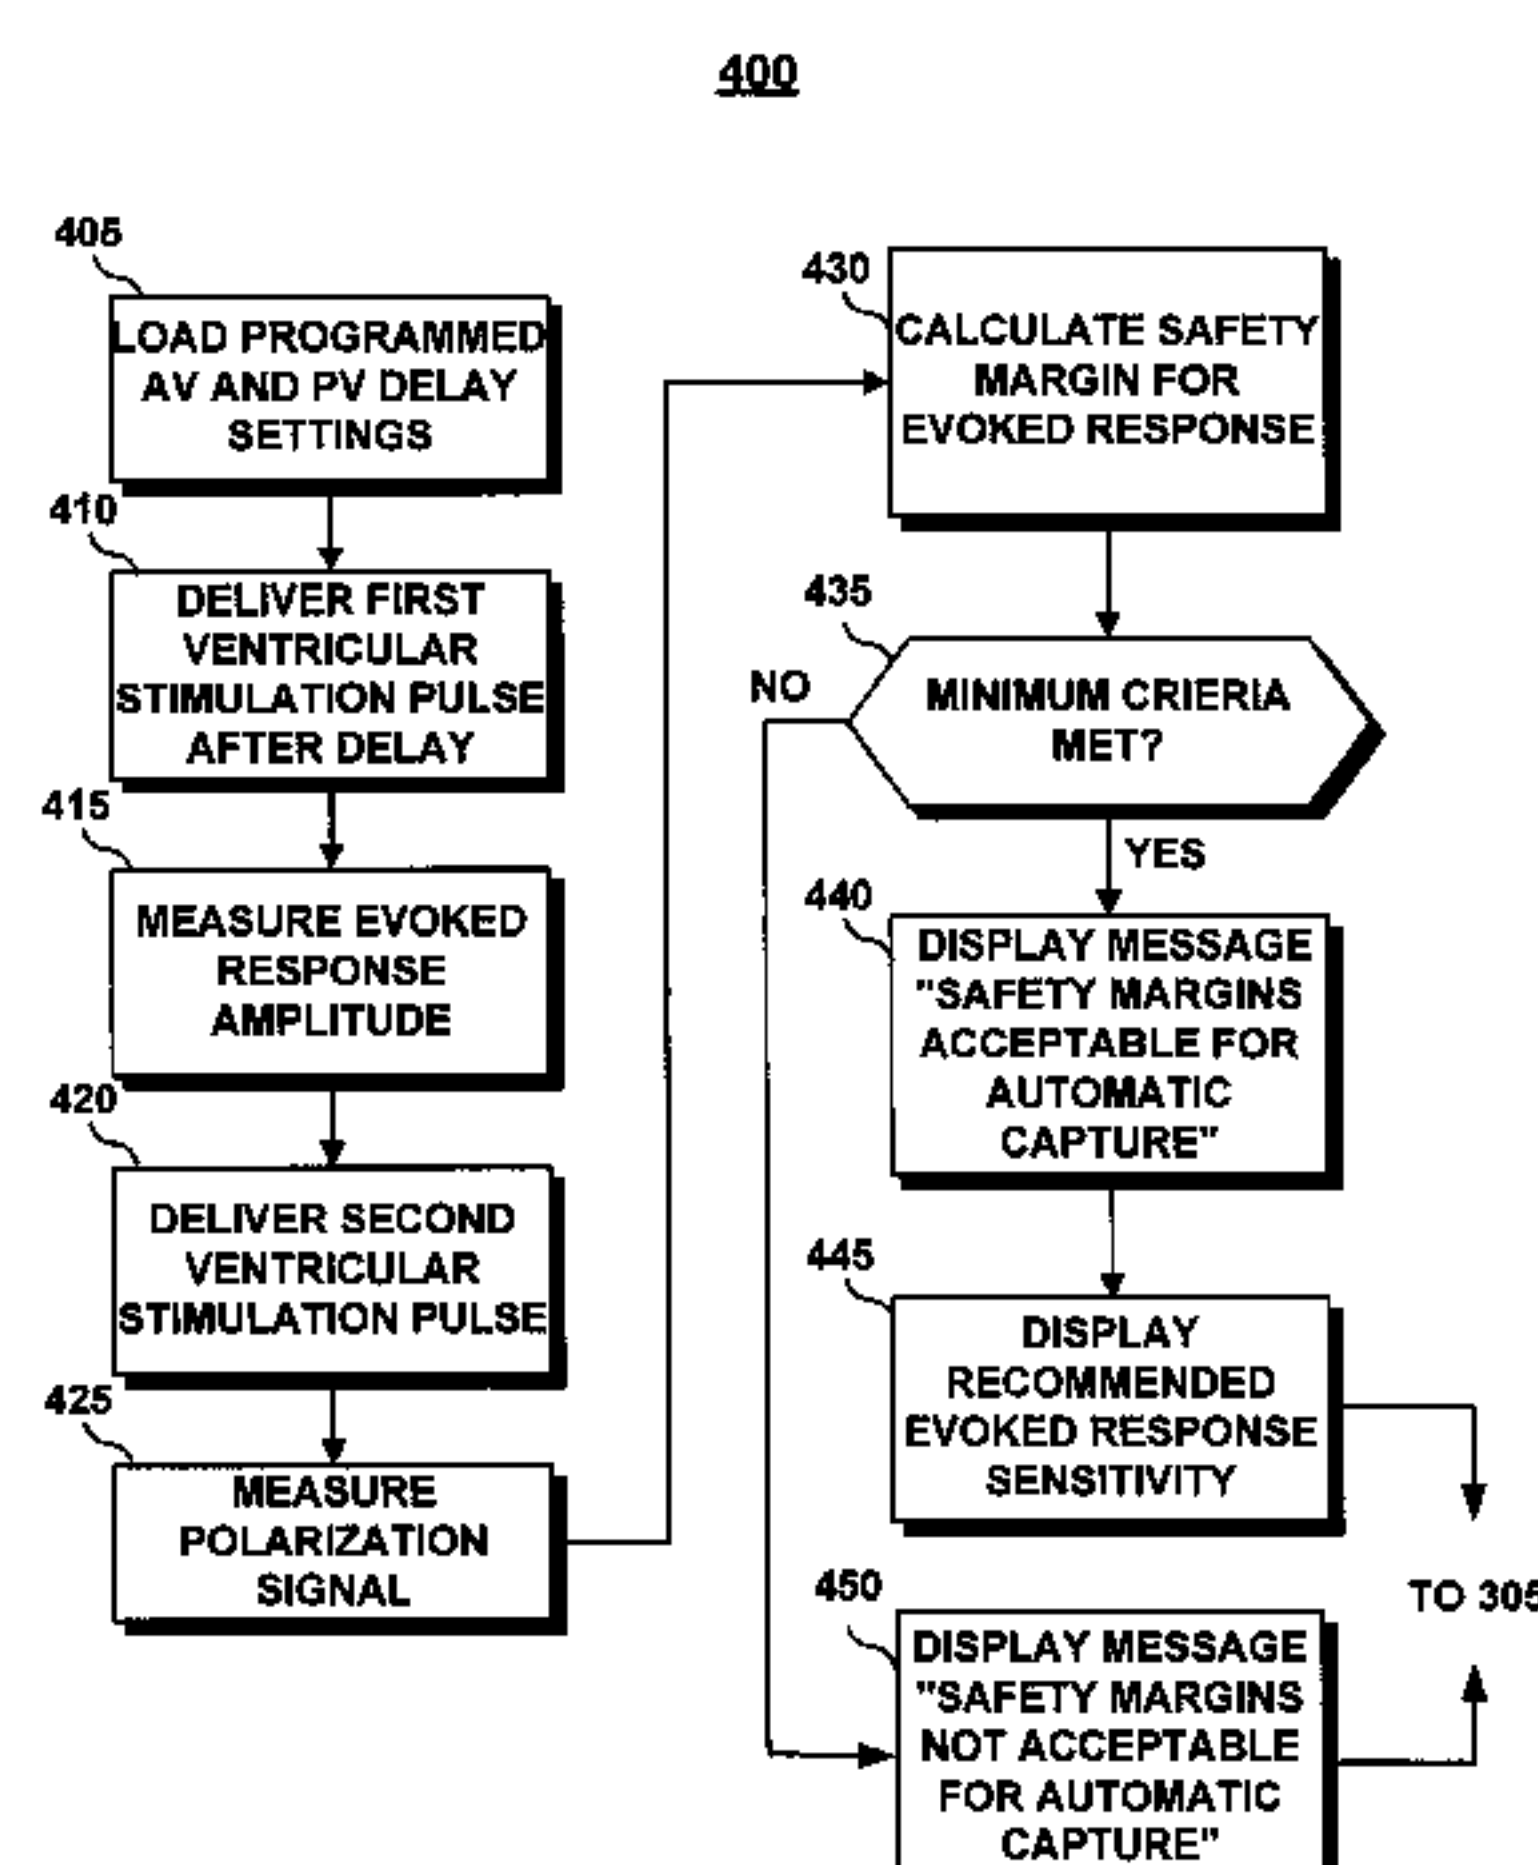 400
405
LOAD PROGRAMMED
AV AND PV DELAY
SETTINGS
410
DELIVER FIRST
VENTRICULAR
STIMULATION PULSE
AFTER DELAY
415
MEASURE EVOKED
RESPONSE
AMPLITUDE
420
DELIVER SECOND
VENTRICULAR
STIMULATION PULSE
425
MEASURE
POLARIZATION
SIGNAL
430
CALCULATE SAFETY
MARGIN FOR
EVOKED RESPONSE
435
NO
MINIMUM CRIERIA
MET?
YES
440
DISPLAY MESSAGE
"SAFETY MARGINS
ACCEPTABLE FOR
AUTOMATIC
CAPTURE"
445
DISPLAY
RECOMMENDED
EVOKED RESPONSE
SENSITIVITY
TO 305
450
DISPLAY MESSAGE
"SAFETY MARGINS
NOT ACCEPTABLE
FOR AUTOMATIC
CAPTURE"